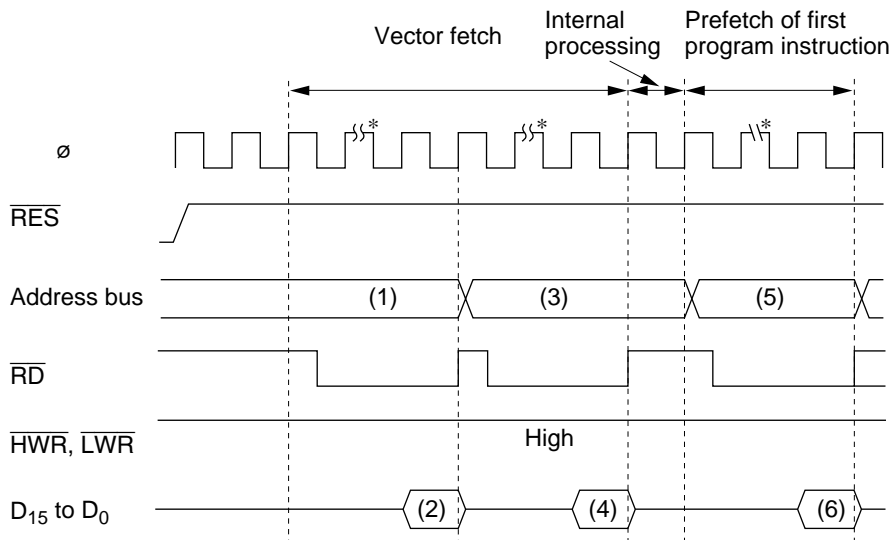 Vector fetch
Internal
processing
Prefetch of first
program instruction
ø
*
*
*
RES
Address bus
(1)
(3)
(5)
RD
HWR, LWR
High
D15 to D0
(2)
(4)
(6)